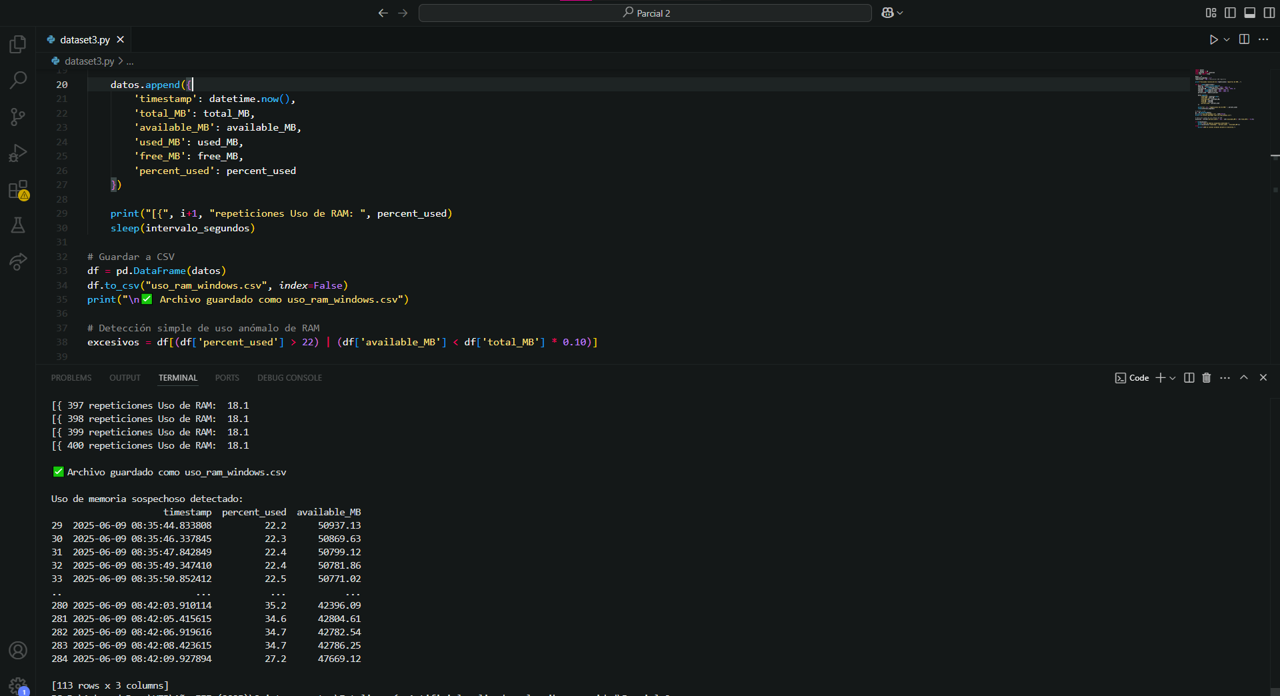 Parcial 2
dataset3.py
dataset3.py > ...
19
20 datos.append({
21 'timestamp': datetime.now(),
22 'total_MB': total_MB,
23 'available_MB': available_MB,
24 'used_MB': used_MB,
25 'free_MB': free_MB,
26 'percent_used': percent_used
27 })
28
29 print("[{", i+1, "repeticiones Uso de RAM: ", percent_used)
30 sleep(intervalo_segundos)
31
32 # Guardar a CSV
33 df = pd.DataFrame(datos)
34 df.to_csv("uso_ram_windows.csv", index=False)
35 print("\n✅ Archivo guardado como uso_ram_windows.csv")
36
37 # Detección simple de uso anómalo de RAM
38 excesivos = df[(df['percent_used'] > 22) | (df['available_MB'] < df['total_MB'] * 0.10)]
39
PROBLEMS OUTPUT TERMINAL PORTS DEBUG CONSOLE Code
[{ 397 repeticiones Uso de RAM:  18.1
[{ 398 repeticiones Uso de RAM:  18.1
[{ 399 repeticiones Uso de RAM:  18.1
[{ 400 repeticiones Uso de RAM:  18.1
✅ Archivo guardado como uso_ram_windows.csv
Uso de memoria sospechoso detectado:
timestamp percent_used available_MB
29 2025-06-09 08:35:44.833808 22.2 50937.13
30 2025-06-09 08:35:46.337845 22.3 50869.63
31 2025-06-09 08:35:47.842849 22.4 50799.12
32 2025-06-09 08:35:49.347410 22.4 50781.86
33 2025-06-09 08:35:50.852412 22.5 50771.02
.. ... ... ...
280 2025-06-09 08:42:03.910114 35.2 42396.09
281 2025-06-09 08:42:05.415615 34.6 42804.61
282 2025-06-09 08:42:06.919616 34.7 42782.54
283 2025-06-09 08:42:08.423615 34.7 42786.25
284 2025-06-09 08:42:09.927894 27.2 47669.12
[113 rows x 3 columns]
1